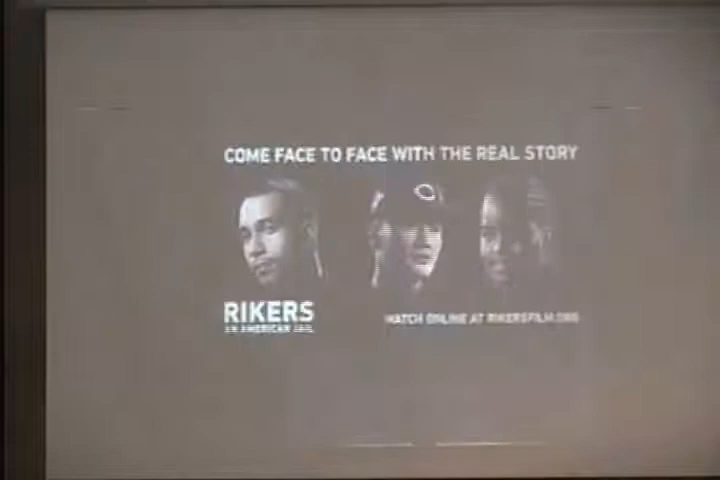 COME FACE TO FACE WITH THE REAL STORY
RIKERS
AN AMERICAN JAIL
WATCH ONLINE AT RIKERSFILM.ORG